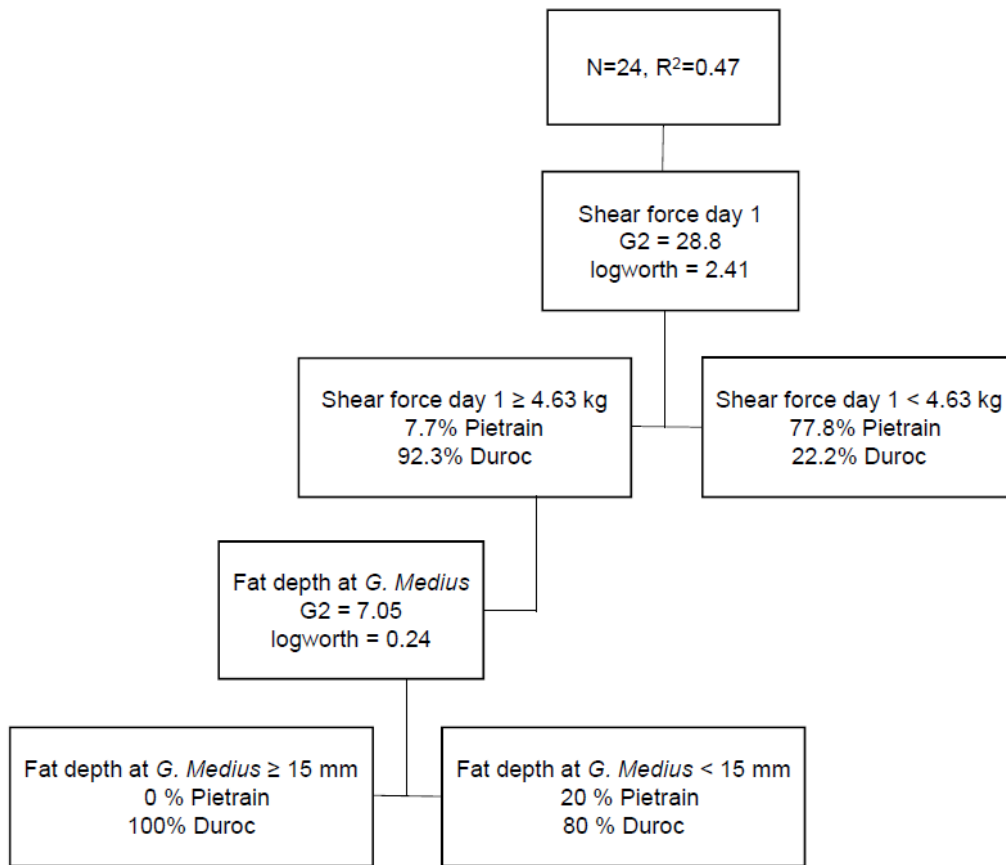 N=24, R²=0.47
Shear force day 1
G2 = 28.8
logworth = 2.41
Shear force day 1 ≥ 4.63 kg
7.7% Pietrain
92.3% Duroc
Shear force day 1 < 4.63 kg
77.8% Pietrain
22.2% Duroc
Fat depth at G. Medius
G2 = 7.05
logworth = 0.24
Fat depth at G. Medius ≥ 15 mm
0 % Pietrain
100% Duroc
Fat depth at G. Medius < 15 mm
20 % Pietrain
80 % Duroc